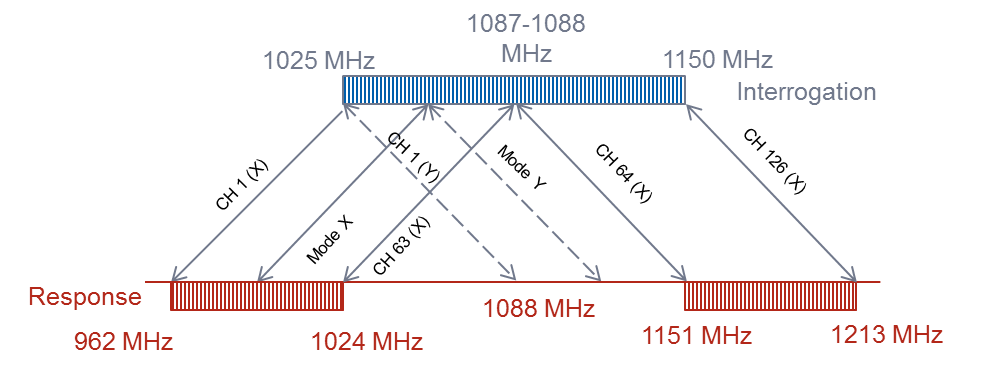 1087-1088
MHz
1025 MHz
1150 MHz
Interrogation
CH 1 (X)
Mode X
CH 1 (Y)
CH 63 (X)
Mode Y
CH 64 (X)
CH 126 (X)
Response
962 MHz
1024 MHz
1088 MHz
1151 MHz
1213 MHz